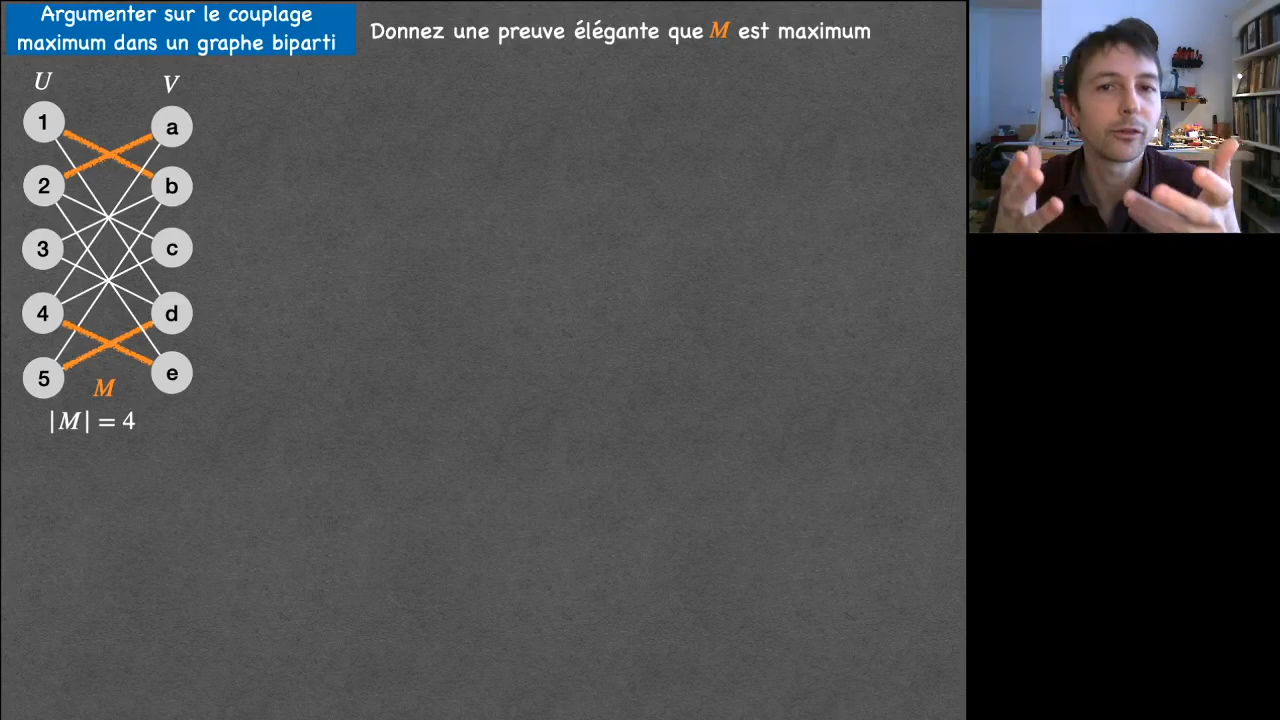 Argumenter sur le couplage
maximum dans un graphe biparti
Donnez une preuve élégante que M est maximum
U
V
1
a
2
b
3
c
4
d
5
e
M
|M| = 4